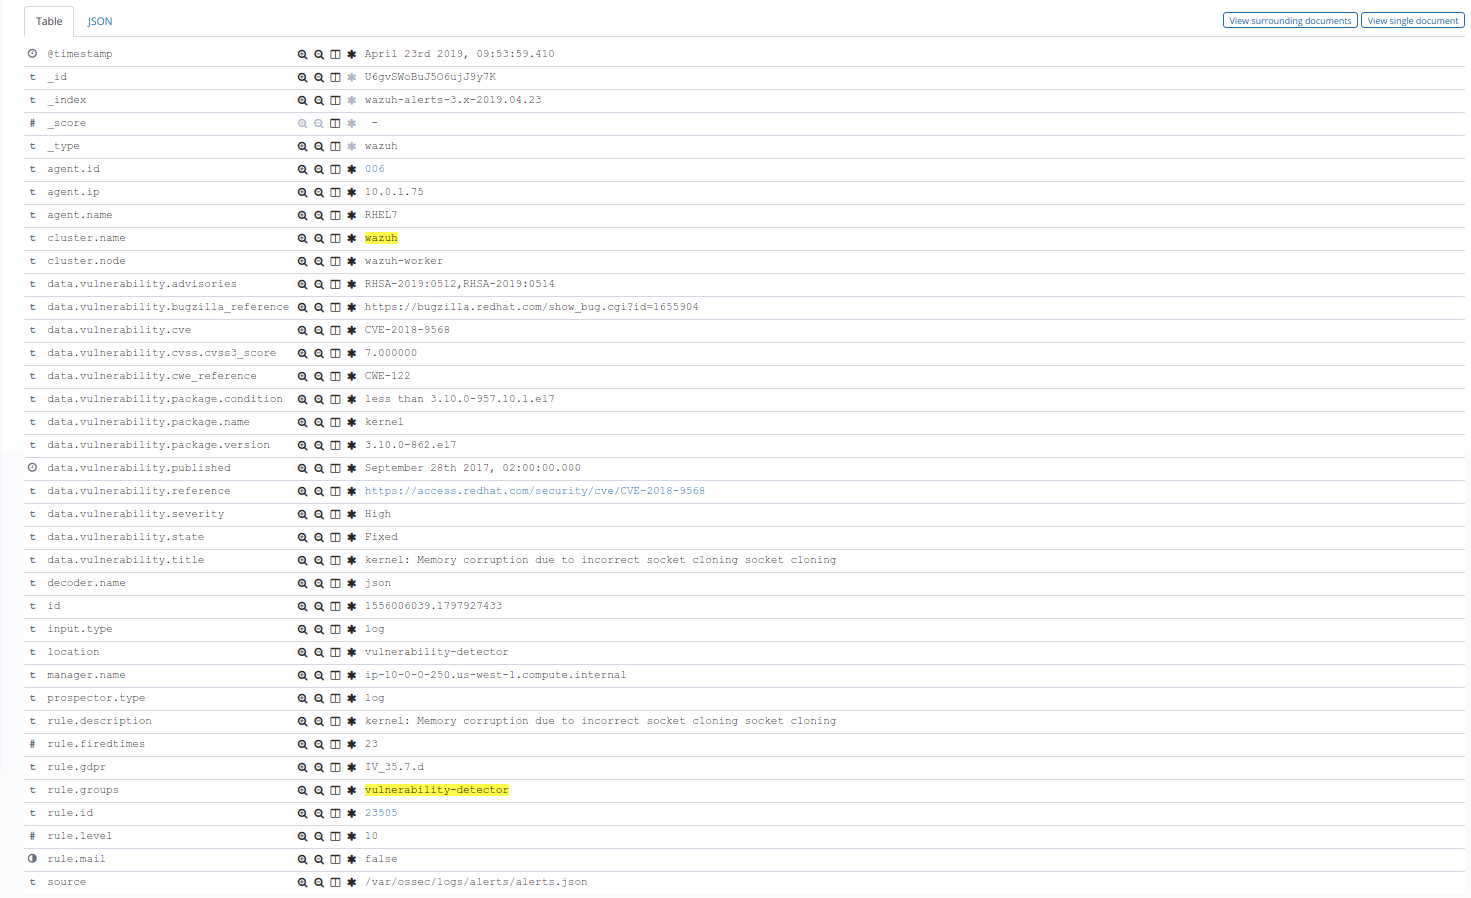 Table JSON View surrounding documents View single document
@timestamp April 23rd 2019, 09:53:59.410
t _id U6gvSWoBuJ5O6ujJ9y7K
t _index wazuh-alerts-3.x-2019.04.23
# _score -
t _type wazuh
t agent.id 006
t agent.ip 10.0.1.75
t agent.name RHEL7
t cluster.name wazuh
t cluster.node wazuh-worker
t data.vulnerability.advisories RHSA-2019:0512,RHSA-2019:0514
t data.vulnerability.bugzilla_reference https://bugzilla.redhat.com/show_bug.cgi?id=1655904
t data.vulnerability.cve CVE-2018-9568
t data.vulnerability.cvss.cvss3_score 7.000000
t data.vulnerability.cwe_reference CWE-122
t data.vulnerability.package.condition less than 3.10.0-957.10.1.el7
t data.vulnerability.package.name kernel
t data.vulnerability.package.version 3.10.0-862.el7
data.vulnerability.published September 28th 2017, 02:00:00.000
t data.vulnerability.reference https://access.redhat.com/security/cve/CVE-2018-9568
t data.vulnerability.severity High
t data.vulnerability.state Fixed
t data.vulnerability.title kernel: Memory corruption due to incorrect socket cloning socket cloning
t decoder.name json
t id 1556006039.1797927433
t input.type log
t location vulnerability-detector
t manager.name ip-10-0-0-250.us-west-1.compute.internal
t prospector.type log
t rule.description kernel: Memory corruption due to incorrect socket cloning socket cloning
# rule.firedtimes 23
t rule.gdpr IV_35.7.d
t rule.groups vulnerability-detector
t rule.id 23505
# rule.level 10
rule.mail false
t source /var/ossec/logs/alerts/alerts.json